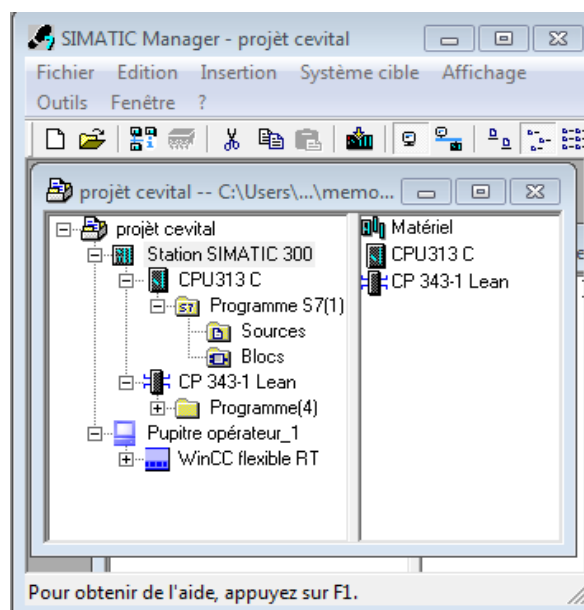 SIMATIC Manager - projèt cevital
Fichier Edition Insertion Système cible Affichage
Outils Fenêtre ?
projèt cevital -- C:\Users\...\memo...
projèt cevital
Station SIMATIC 300
CPU313 C
Programme S7(1)
Sources
Blocs
CP 343-1 Lean
Programme(4)
Pupitre opérateur_1
WinCC flexible RT
Matériel
CPU313 C
CP 343-1 Lean
Pour obtenir de l'aide, appuyez sur F1.